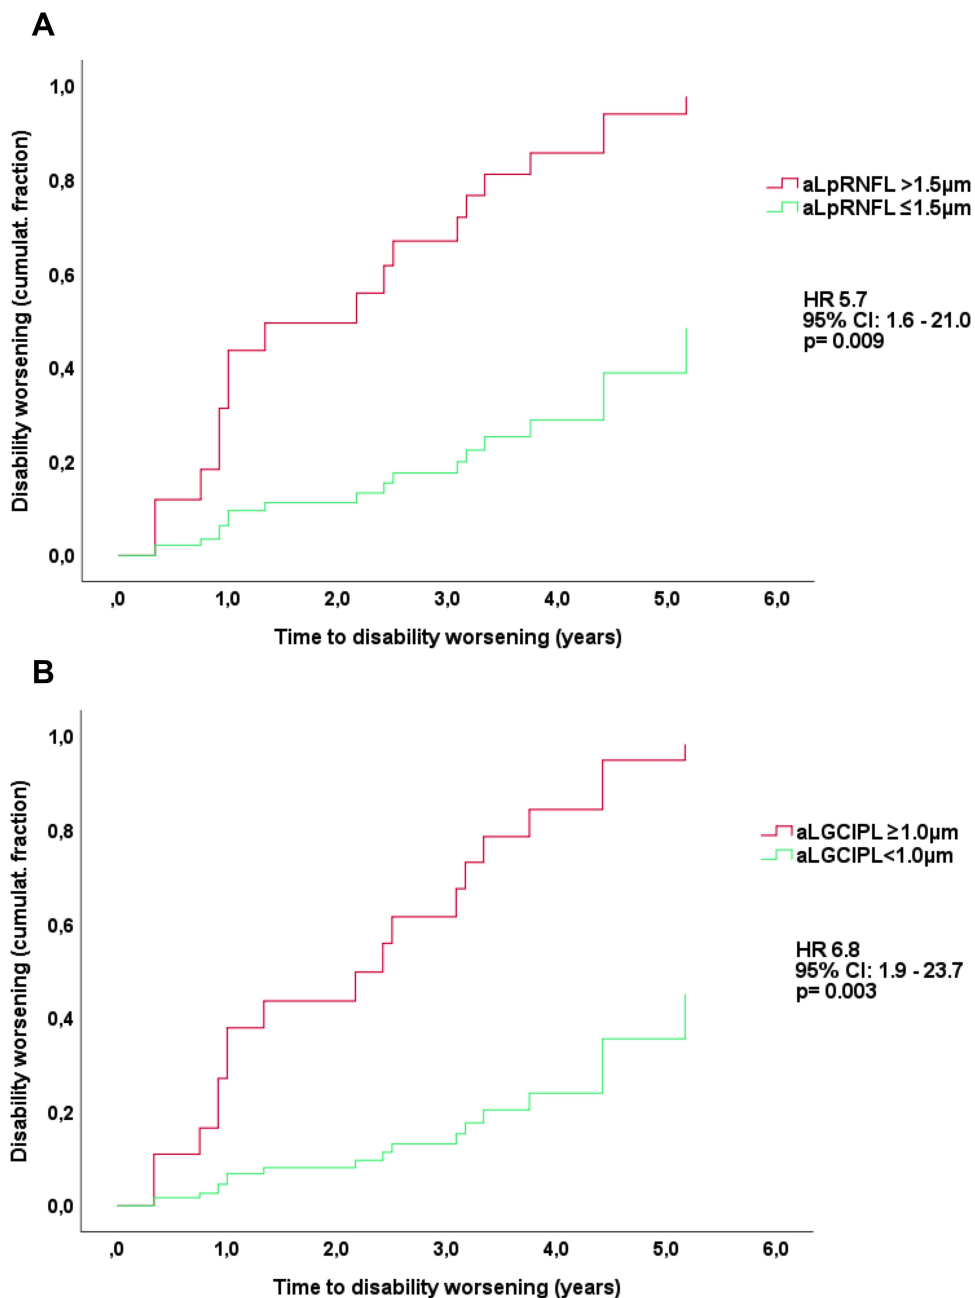 A
Disability worsening (cumulat. fraction)
1,0
0,8
0,6
0,4
0,2
0,0
aLpRNFL >1.5µm
aLpRNFL ≤1.5µm
HR 5.7
95% CI: 1.6 - 21.0
p= 0.009
,0 1,0 2,0 3,0 4,0 5,0 6,0
Time to disability worsening (years)
B
Disability worsening (cumulat. fraction)
1,0
0,8
0,6
0,4
0,2
0,0
aLGCIPL ≥1.0µm
aLGCIPL<1.0µm
HR 6.8
95% CI: 1.9 - 23.7
p= 0.003
,0 1,0 2,0 3,0 4,0 5,0 6,0
Time to disability worsening (years)